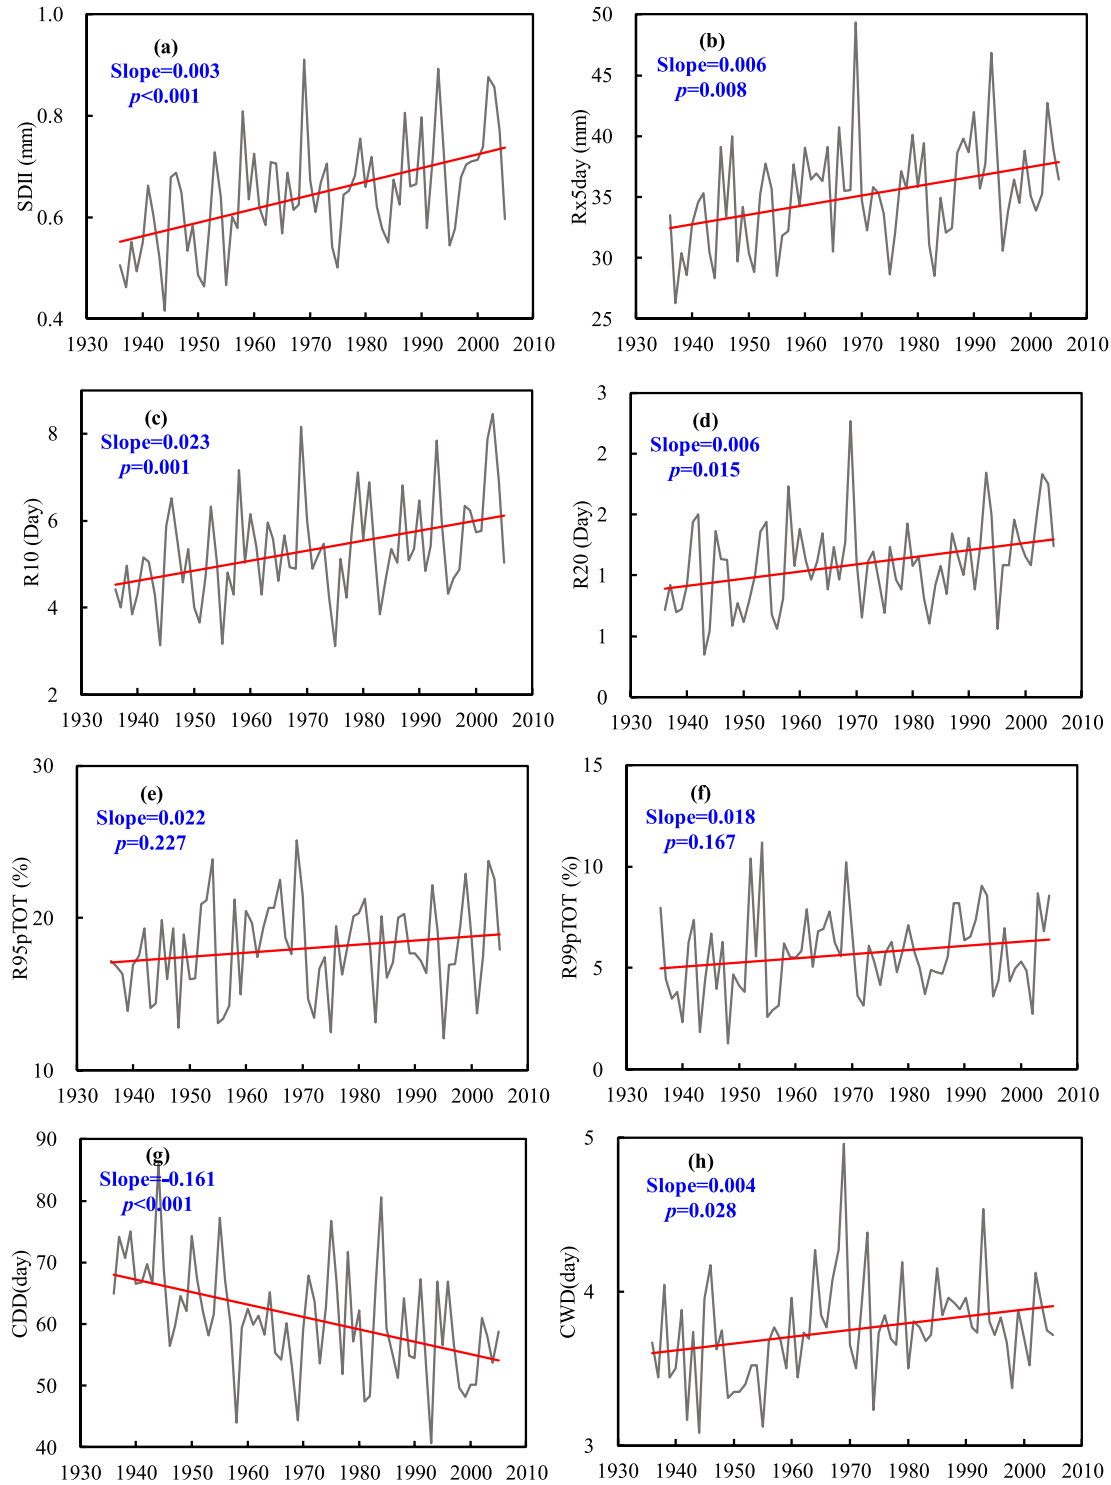 1.0
0.8
0.6
0.4
SDII (mm)
(a)
Slope=0.003
p<0.001
1930 1940 1950 1960 1970 1980 1990 2000 2010
50
45
40
35
30
25
Rx5day (mm)
(b)
Slope=0.006
p=0.008
1930 1940 1950 1960 1970 1980 1990 2000 2010
8
6
4
2
R10 (Day)
(c)
Slope=0.023
p=0.001
1930 1940 1950 1960 1970 1980 1990 2000 2010
3
2
2
1
1
0
R20 (Day)
(d)
Slope=0.006
p=0.015
1930 1940 1950 1960 1970 1980 1990 2000 2010
30
20
10
R95pTOT (%)
(e)
Slope=0.022
p=0.227
1930 1940 1950 1960 1970 1980 1990 2000 2010
15
10
5
0
R99pTOT (%)
(f)
Slope=0.018
p=0.167
1930 1940 1950 1960 1970 1980 1990 2000 2010
90
80
70
60
50
40
CDD(day)
(g)
Slope=-0.161
p<0.001
1930 1940 1950 1960 1970 1980 1990 2000 2010
5
4
3
CWD(day)
(h)
Slope=0.004
p=0.028
1930 1940 1950 1960 1970 1980 1990 2000 2010